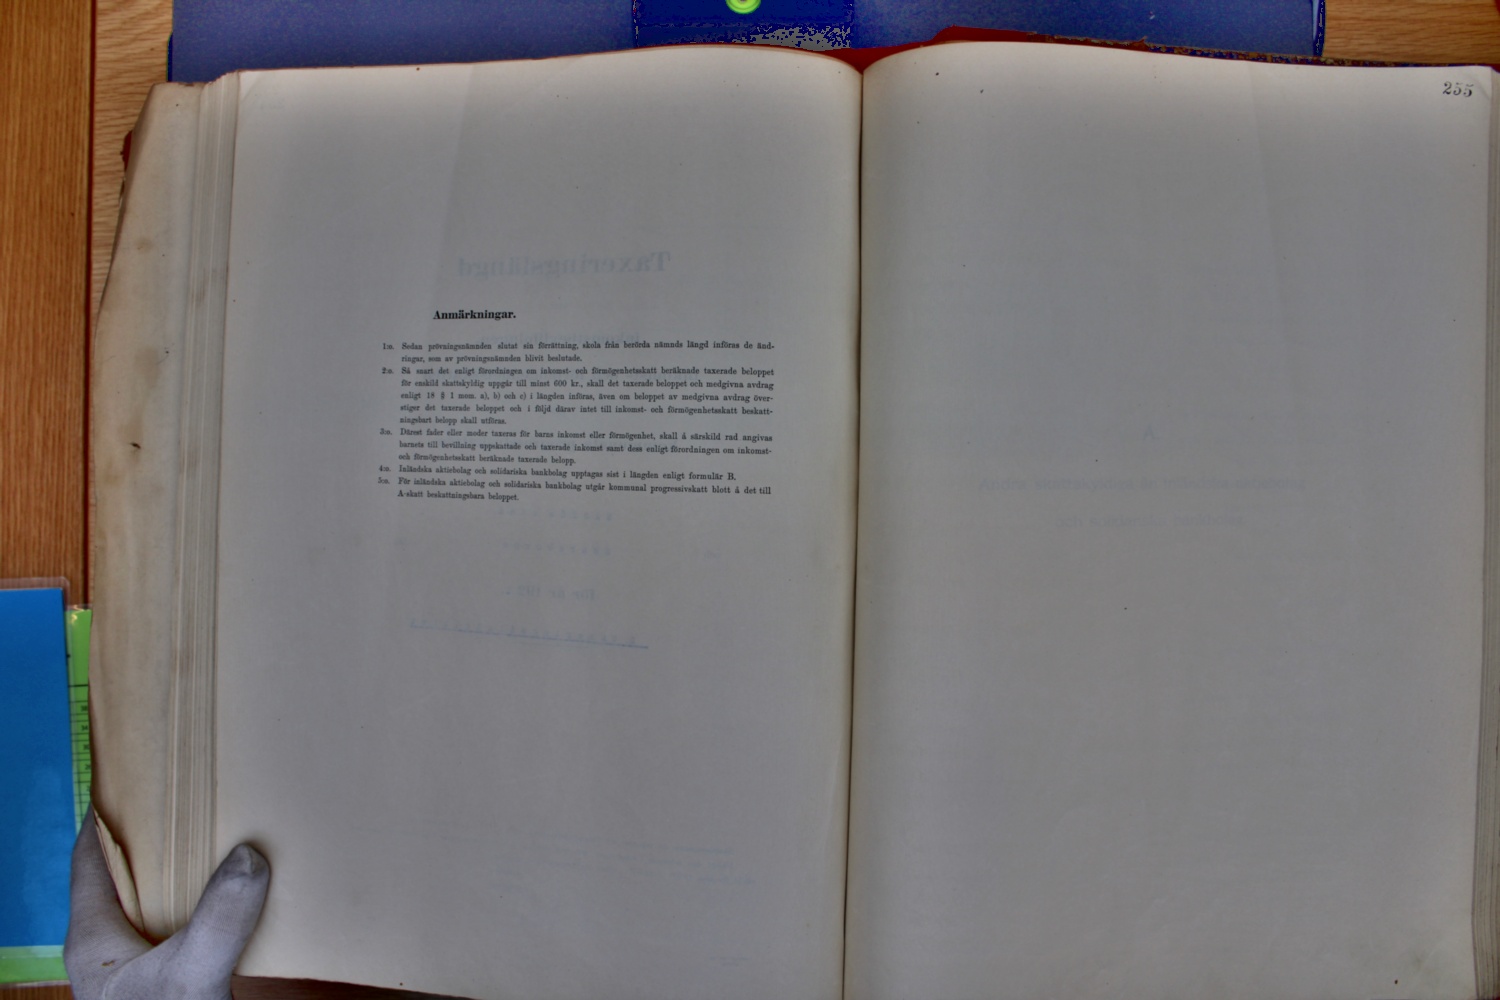 255
Anmärkningar.
1:o. Sedan prövningsnämnden slutat sin förrättning, skola från berörda nämnds längd införas de änd-
ringar, som av prövningsnämnden blivit beslutade.
2:o. Så snart det enligt förordningen om inkomst- och förmögenhetsskatt beräknade taxerade beloppet
för enskild skattskyldig uppgår till minst 600 kr., skall det taxerade beloppet och medgivna avdrag
enligt 18 § 1 mom. a), b) och c) i längden införas, även om beloppet av medgivna avdrag över-
stiger det taxerade beloppet och i följd därav intet till inkomst- och förmögenhetsskatt beskatt-
ningsbart belopp skall utföras.
3:o. Därest fader eller moder taxeras för barns inkomst eller förmögenhet, skall å särskild rad angivas
barnets till bevillning uppskattade och taxerade inkomst samt dess enligt förordningen om inkomst-
och förmögenhetsskatt beräknade taxerade belopp.
4:o. Inländska aktiebolag och solidariska bankbolag upptagas sist i längden enligt formulär B.
5:o. För inländska aktiebolag och solidariska bankbolag utgår kommunal progressivskatt blott å det till
A-skatt beskattningsbara beloppet.
Taxeringslängd